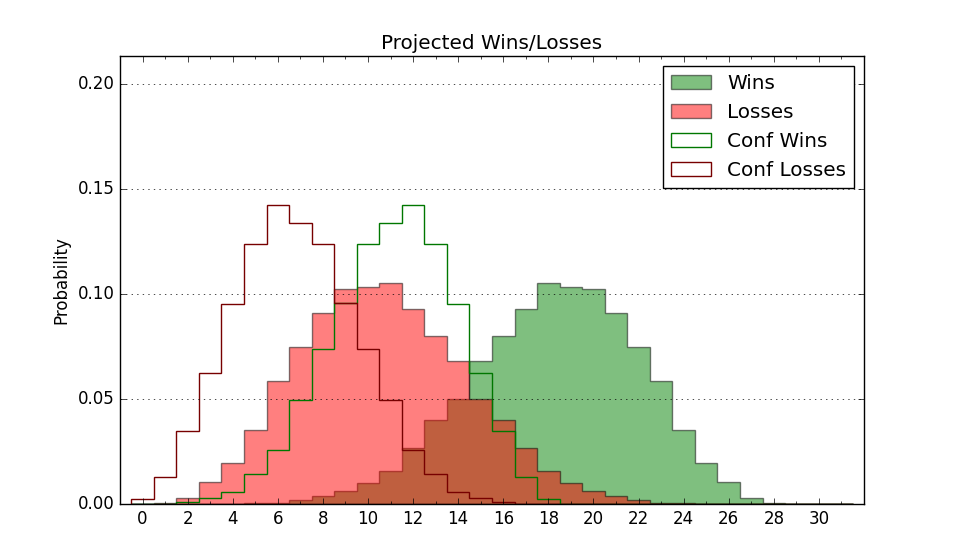 Projected Wins/Losses
Wins
Losses
Conf Wins
Conf Losses
Probability
0.20
0.15
0.10
0.05
0.00
0 2 4 6 8 10 12 14 16 18 20 22 24 26 28 30